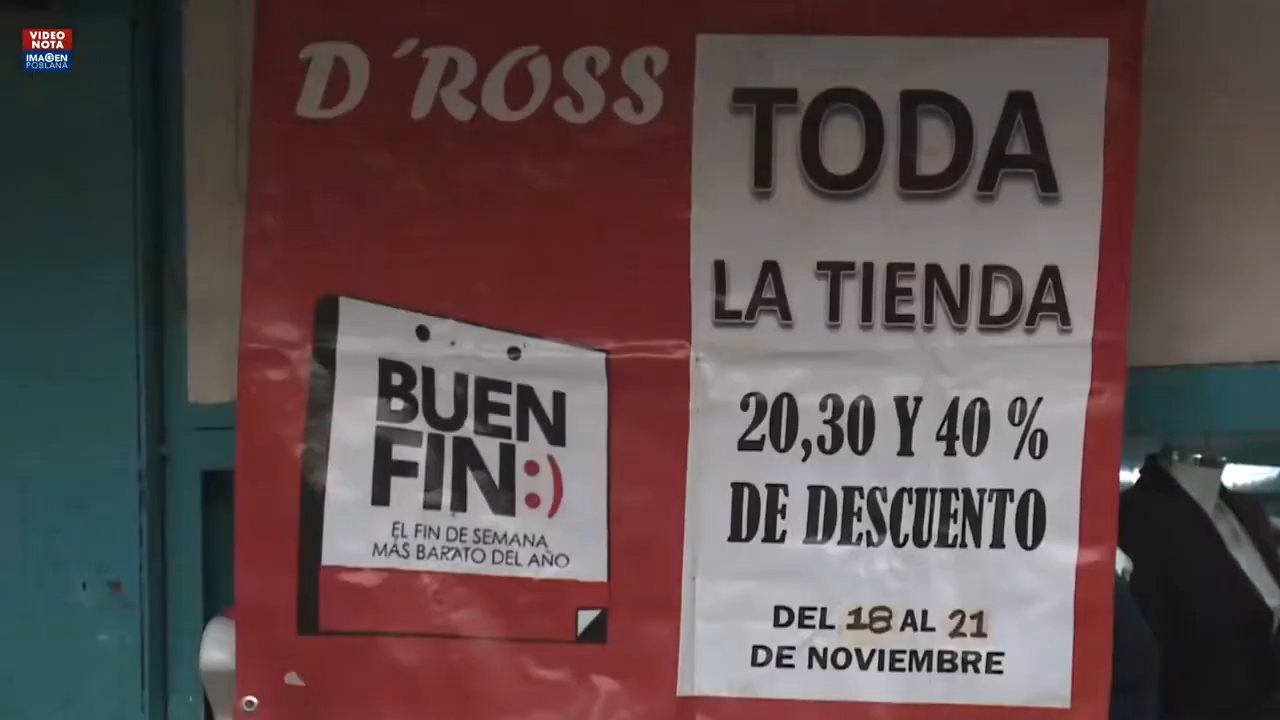 VIDEO
NOTA
IMAGEN
POBLANA
D´ROSS
BUEN
FIN:)
EL FIN DE SEMANA
MÁS BARATO DEL AÑO
TODA
LA TIENDA
20,30 Y 40 %
DE DESCUENTO
DEL 18 AL 21
DE NOVIEMBRE